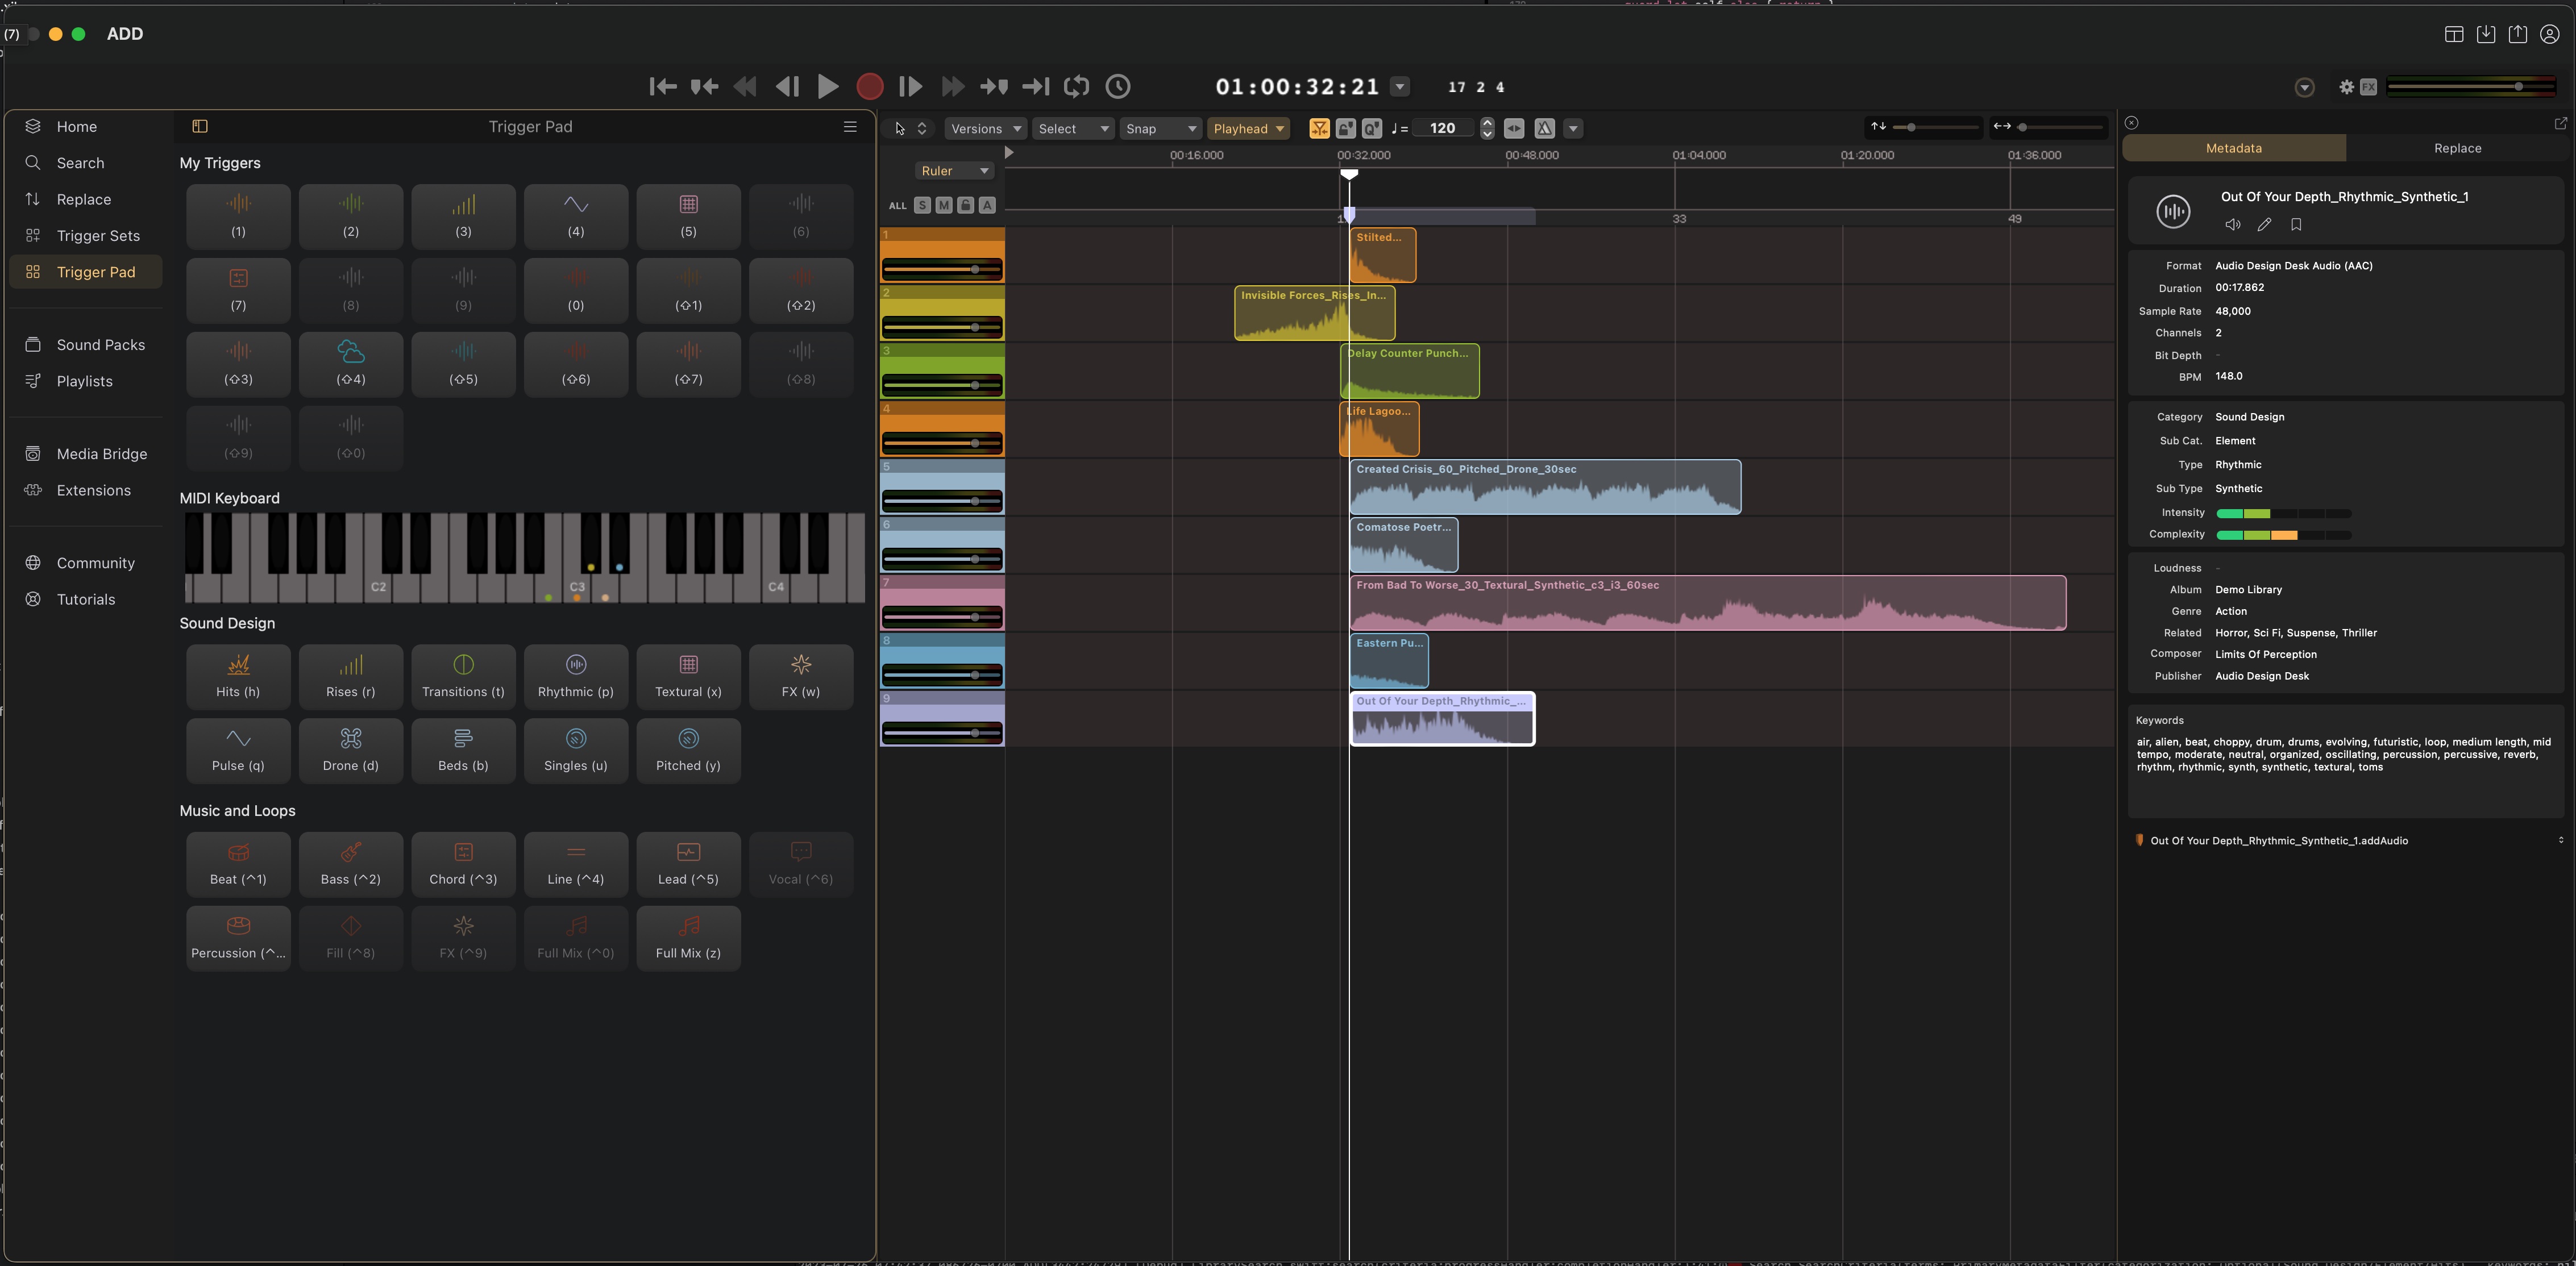 (7)
ADD
01:00:32:21
17 2 4
FX
Home
Search
Replace
Trigger Sets
Trigger Pad
Sound Packs
Playlists
Media Bridge
Extensions
Community
Tutorials
Trigger Pad
My Triggers
(1)
(2)
(3)
(4)
(5)
(6)
(7)
(8)
(9)
(0)
(⇧1)
(⇧2)
(⇧3)
(⇧4)
(⇧5)
(⇧6)
(⇧7)
(⇧8)
(⇧9)
(⇧0)
MIDI Keyboard
C2
C3
C4
Sound Design
Hits (h)
Rises (r)
Transitions (t)
Rhythmic (p)
Textural (x)
FX (w)
Pulse (q)
Drone (d)
Beds (b)
Singles (u)
Pitched (y)
Music and Loops
Beat (^1)
Bass (^2)
Chord (^3)
Line (^4)
Lead (^5)
Vocal (^6)
Percussion (^...
Fill (^8)
FX (^9)
Full Mix (^0)
Full Mix (z)
Versions
Select
Snap
Playhead
= 120
00:16.000
00:32.000
00:48.000
01:04.000
01:20.000
01:36.000
Ruler
ALL S M A
33
49
1
Stilted...
2
Invisible Forces_Rises_In...
3
Delay Counter Punch...
4
Life Lagoo...
5
Created Crisis_60_Pitched_Drone_30sec
6
Comatose Poetr...
7
From Bad To Worse_30_Textural_Synthetic_c3_i3_60sec
8
Eastern Pu...
9
Out Of Your Depth_Rhythmic_...
Metadata
Replace
Out Of Your Depth_Rhythmic_Synthetic_1
Format Audio Design Desk Audio (AAC)
Duration 00:17.862
Sample Rate 48,000
Channels 2
Bit Depth -
BPM 148.0
Category Sound Design
Sub Cat. Element
Type Rhythmic
Sub Type Synthetic
Intensity
Complexity
Loudness -
Album Demo Library
Genre Action
Related Horror, Sci Fi, Suspense, Thriller
Composer Limits Of Perception
Publisher Audio Design Desk
Keywords
air, alien, beat, choppy, drum, drums, evolving, futuristic, loop, medium length, mid
tempo, moderate, neutral, organized, oscillating, percussion, percussive, reverb,
rhythm, rhythmic, synth, synthetic, textural, toms
Out Of Your Depth_Rhythmic_Synthetic_1.addAudio